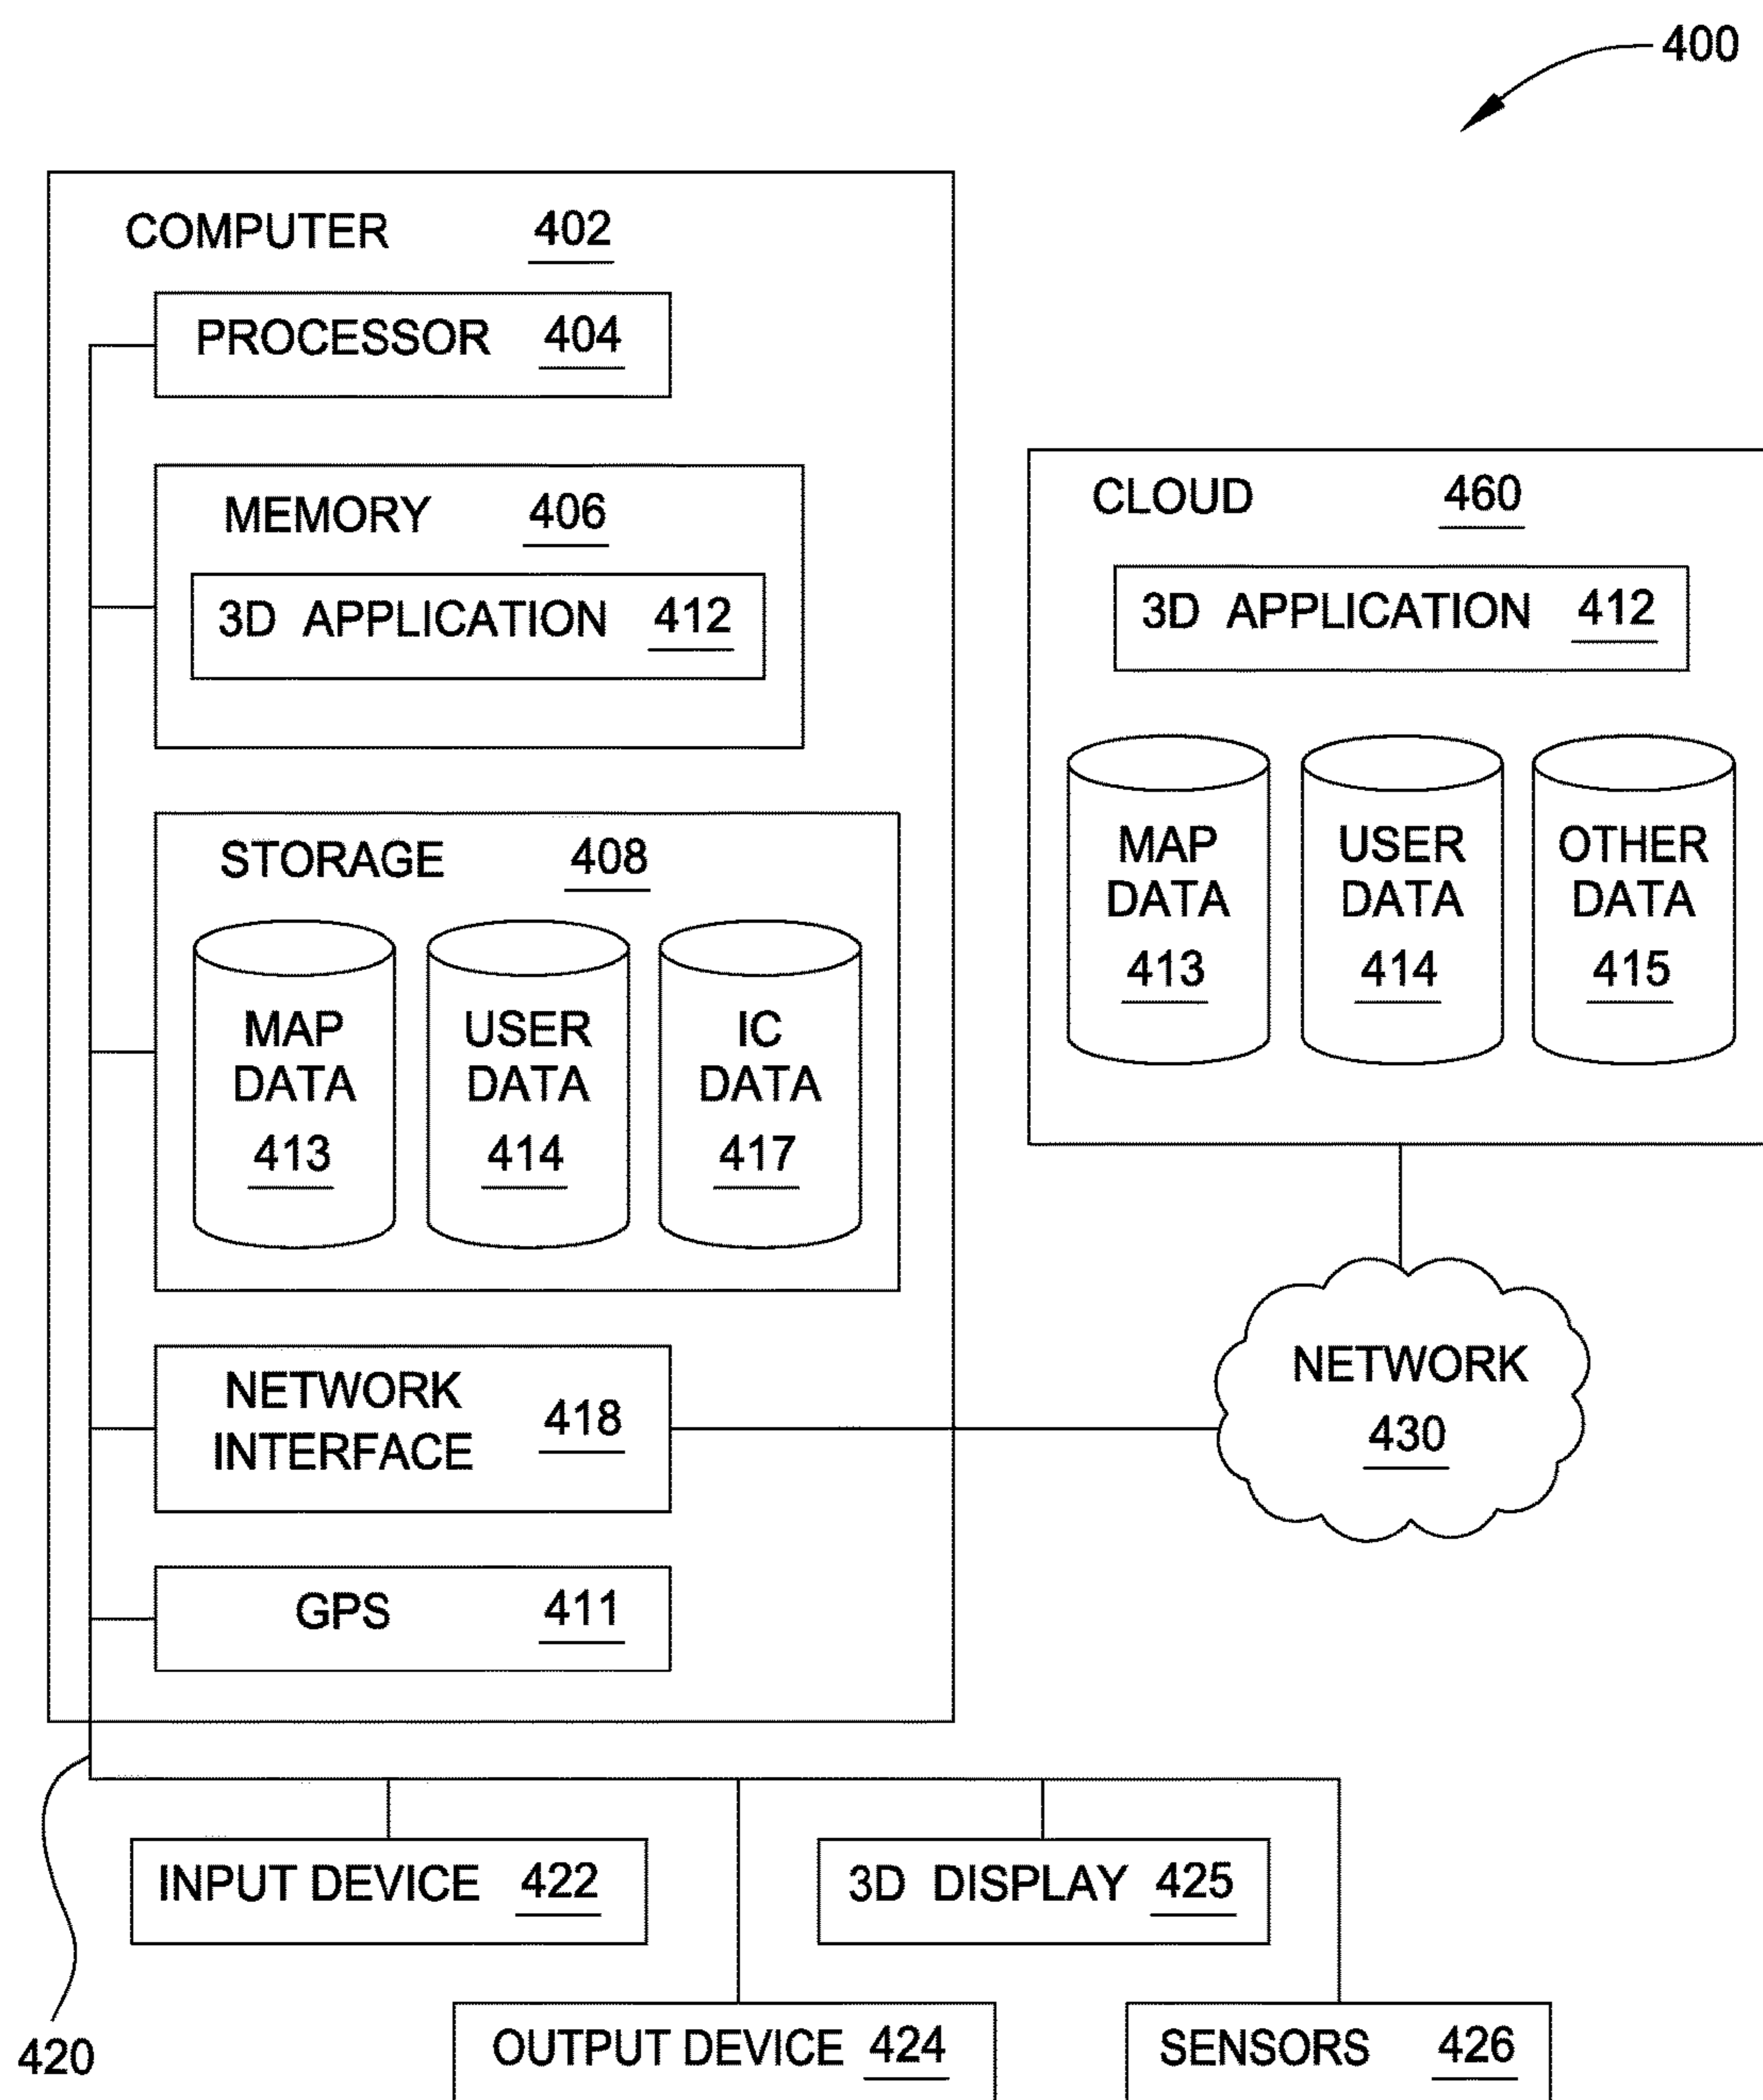 400
COMPUTER 402
PROCESSOR 404
MEMORY 406
3D APPLICATION 412
STORAGE 408
MAP
DATA
413
USER
DATA
414
IC
DATA
417
NETWORK
INTERFACE 418
GPS 411
CLOUD 460
3D APPLICATION 412
MAP
DATA
413
USER
DATA
414
OTHER
DATA
415
NETWORK
430
INPUT DEVICE 422
3D DISPLAY 425
420
OUTPUT DEVICE 424
SENSORS 426